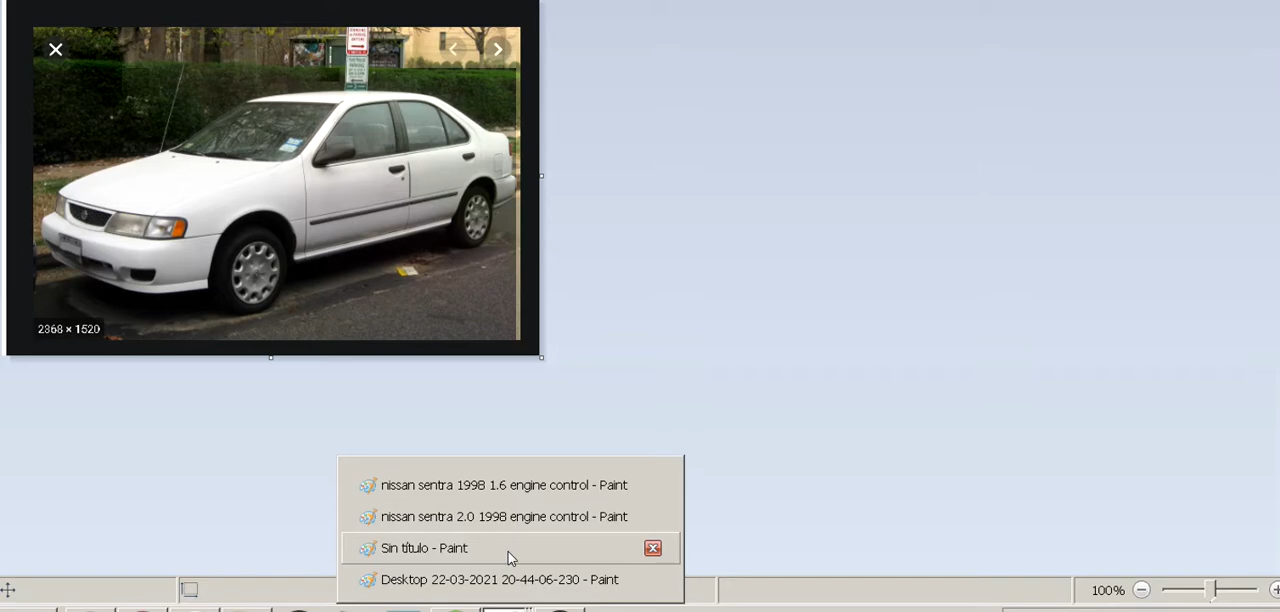 2368 × 1520
nissan sentra 1998 1.6 engine control - Paint
nissan sentra 2.0 1998 engine control - Paint
Sin título - Paint
Desktop 22-03-2021 20-44-06-230 - Paint
100%